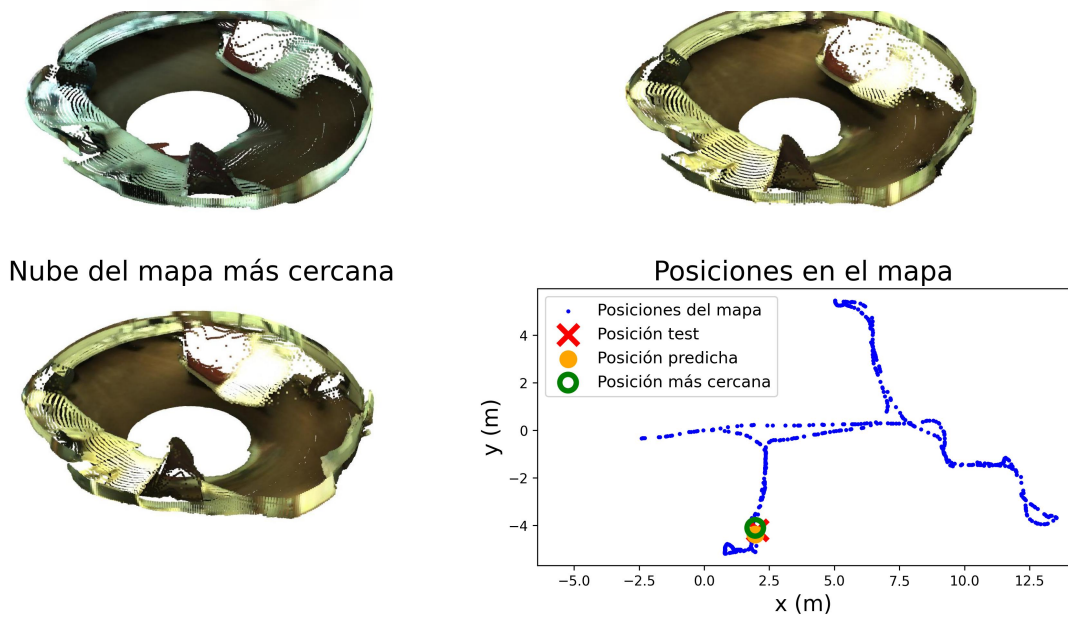 Nube del mapa más cercana
Posiciones en el mapa
Posiciones del mapa
Posición test
Posición predicha
Posición más cercana
4
2
0
−2
−4
y (m)
−5.0 −2.5 0.0 2.5 5.0 7.5 10.0 12.5
x (m)